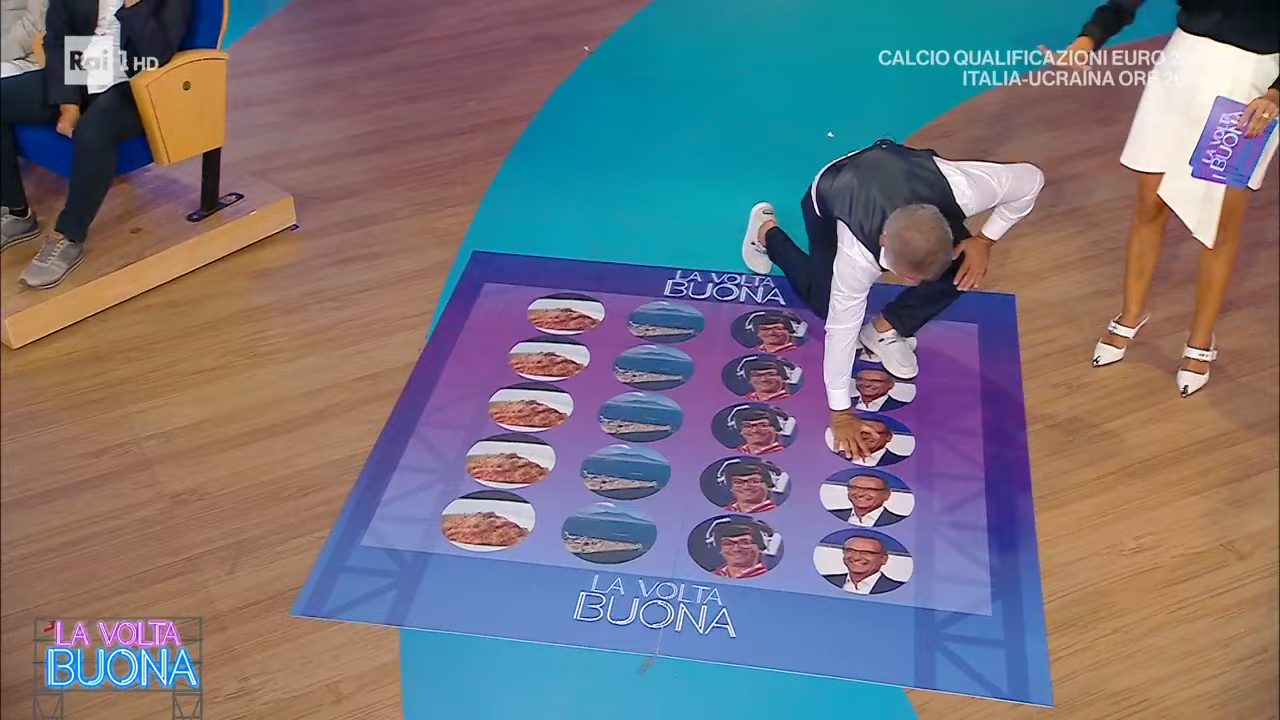 Rai 1 HD
CALCIO QUALIFICAZIONI EURO
ITALIA-UCRAINA ORE
LA VOLTA
BUONA
LA VOLTA
BUONA
LA VOLTA
BUONA
LA VOLTA
BUONA